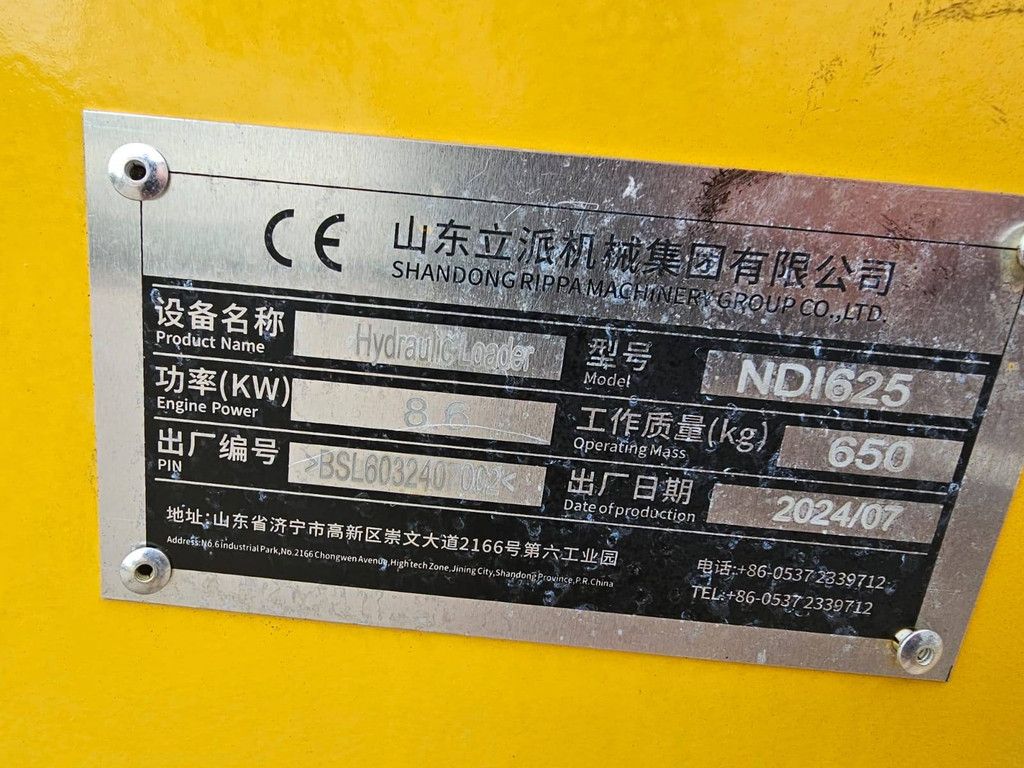 CE 山东立派机械集团有限公司
SHANDONG RIPPA MACHINERY GROUP CO.,LTD.
设备名称 Hydraulic Loader 型号 NDI625
Product Name Model
功率(KW) 8.6 工作质量(kg) 650
Engine Power Operating Mass
出厂编号 出厂日期 2024/07
PIN Date of production
地址:山东省济宁市高新区崇文大道2166号第六工业园
Address:No.6 industrial Park,No.2166 Chongwen Avenue,High tech Zone,Jining City,Shandong Province,P.R.China
电话:+86-0537 2339712
TEL:+86-0537 2339712